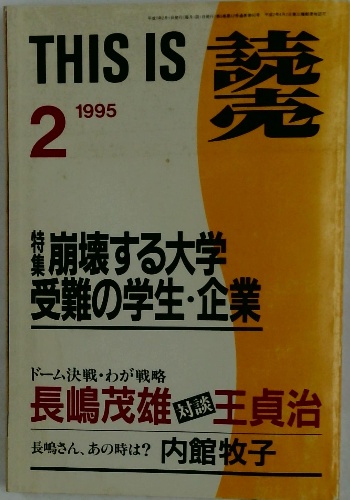 THIS IS 読売
2 1995
特集 崩壊する大学
受難の学生・企業
ドーム決戦・わが戦略
長嶋茂雄 対談 王貞治
長嶋さん、あの時は? 内館牧子